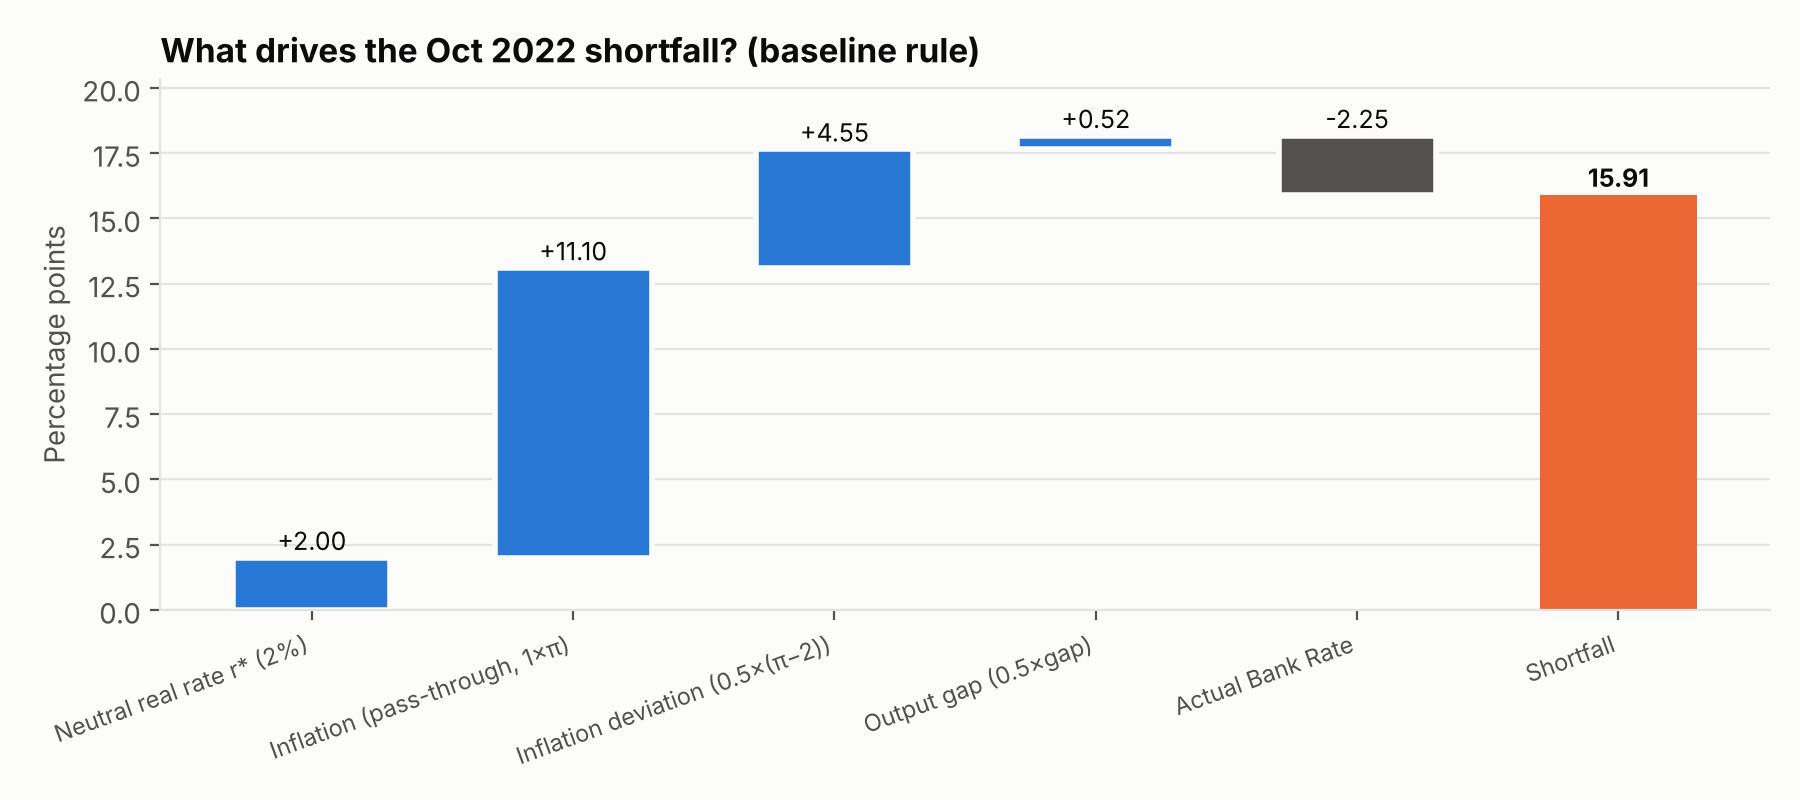 What drives the Oct 2022 shortfall? (baseline rule)
Percentage points
20.0
17.5
15.0
12.5
10.0
7.5
5.0
2.5
0.0
+2.00
+11.10
+4.55
+0.52
-2.25
15.91
Neutral real rate r* (2%)
Inflation (pass-through, 1×π)
Inflation deviation (0.5×(π−2))
Output gap (0.5×gap)
Actual Bank Rate
Shortfall